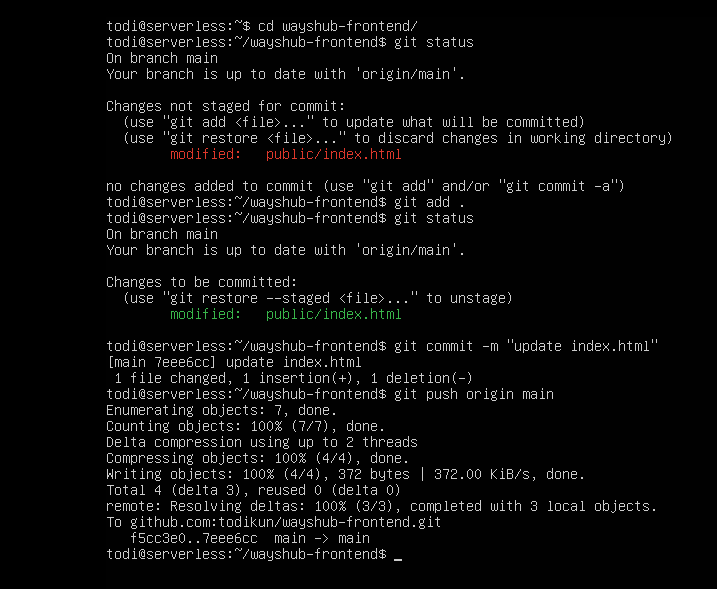 todi@serverless:~$ cd wayshub-frontend/
todi@serverless:~/wayshub-frontend$ git status
On branch main
Your branch is up to date with 'origin/main'.
Changes not staged for commit:
  (use "git add <file>..." to update what will be committed)
  (use "git restore <file>..." to discard changes in working directory)
        modified:   public/index.html
no changes added to commit (use "git add" and/or "git commit -a")
todi@serverless:~/wayshub-frontend$ git add .
todi@serverless:~/wayshub-frontend$ git status
On branch main
Your branch is up to date with 'origin/main'.
Changes to be committed:
  (use "git restore --staged <file>..." to unstage)
        modified:   public/index.html
todi@serverless:~/wayshub-frontend$ git commit -m "update index.html"
[main 7eee6cc] update index.html
 1 file changed, 1 insertion(+), 1 deletion(-)
todi@serverless:~/wayshub-frontend$ git push origin main
Enumerating objects: 7, done.
Counting objects: 100% (7/7), done.
Delta compression using up to 2 threads
Compressing objects: 100% (4/4), done.
Writing objects: 100% (4/4), 372 bytes | 372.00 KiB/s, done.
Total 4 (delta 3), reused 0 (delta 0)
remote: Resolving deltas: 100% (3/3), completed with 3 local objects.
To github.com:todikun/wayshub-frontend.git
   f5cc3e0..7eee6cc  main -> main
todi@serverless:~/wayshub-frontend$ _